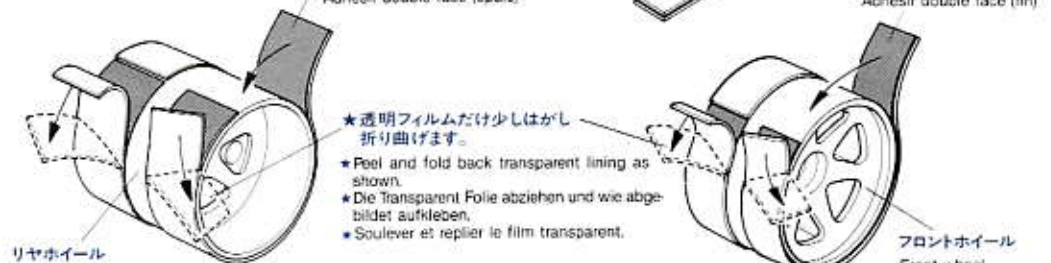 Adhésif double face (épais)
Adhésif double face (fin)
★透明フィルムだけ少しはがし
折り曲げます。
★Peel and fold back transparent lining as
shown.
★Die Transparent Folie abziehen und wie abge-
bildet aufkleben.
★Soulever et replier le film transparent.
リヤホイール
フロントホイール
Front wheel